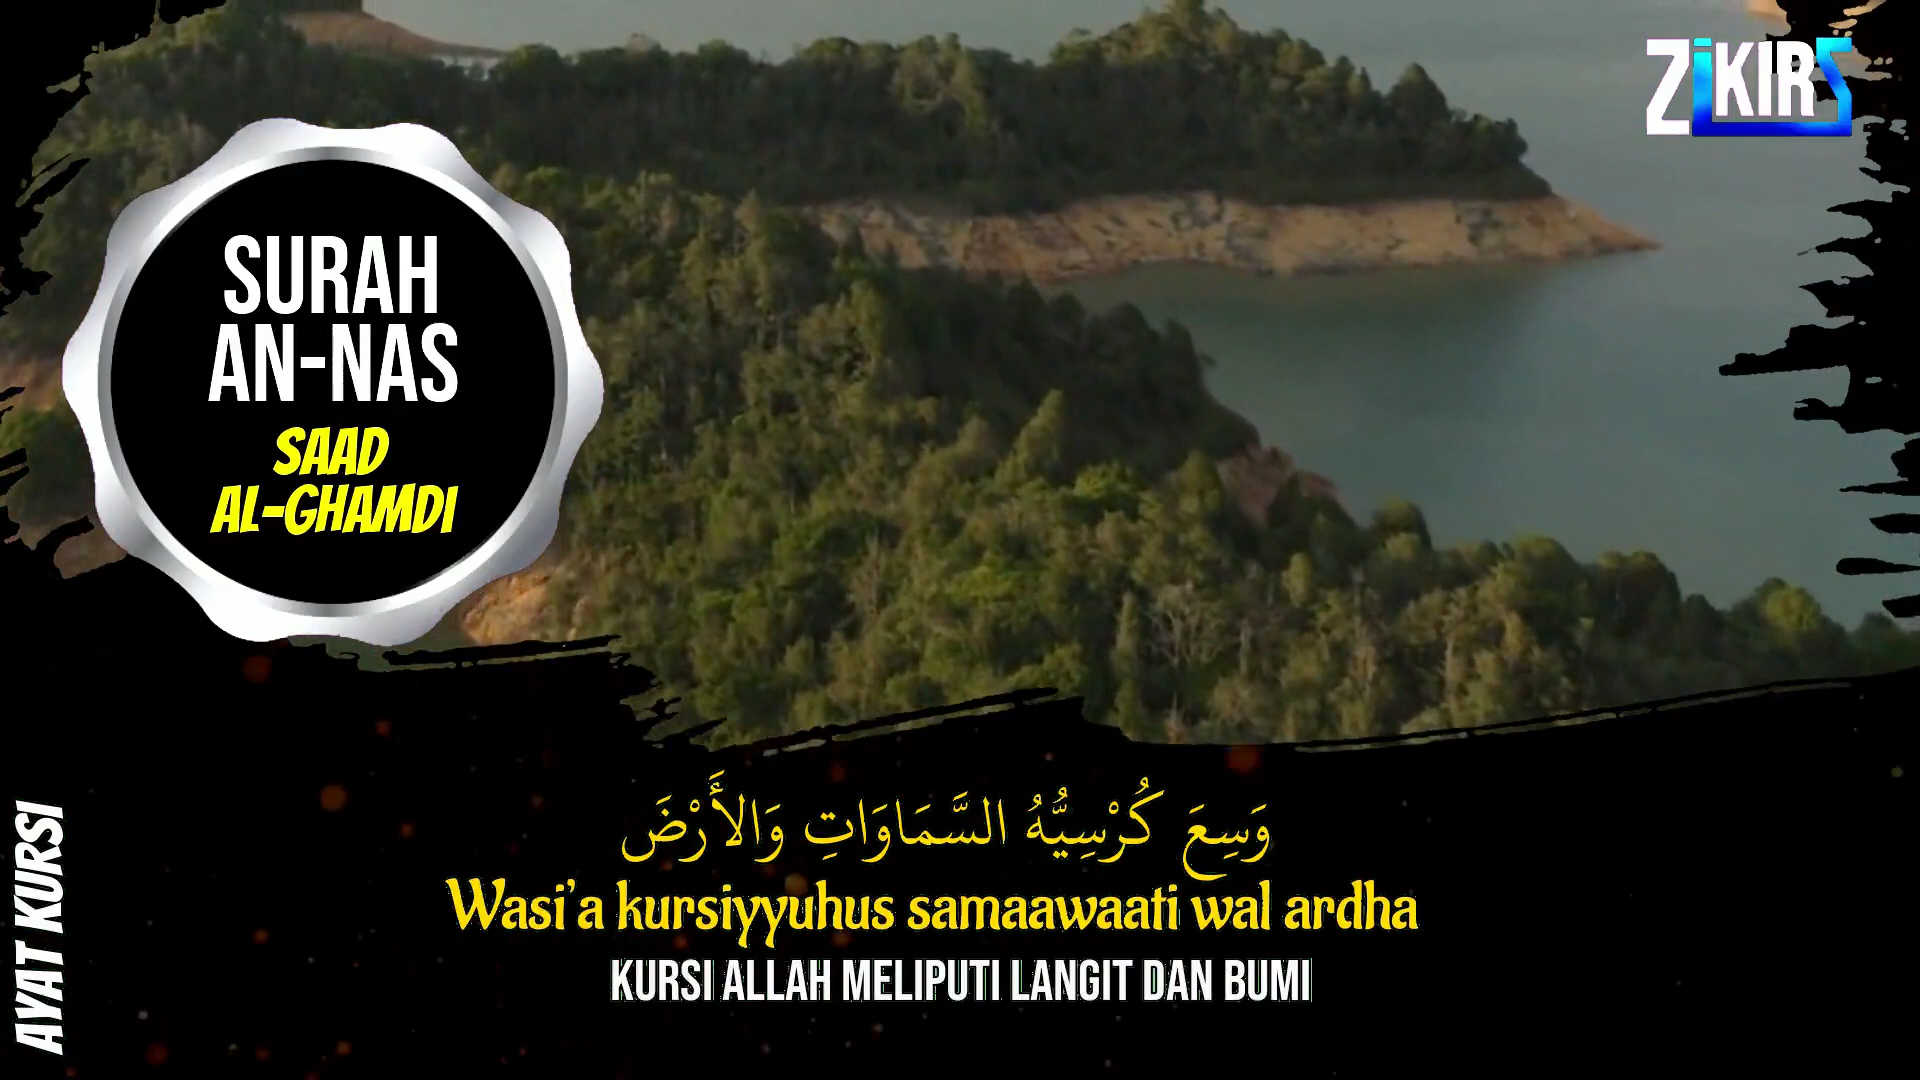 ZiKIRS
SURAH
AN-NAS
SAAD
AL-GHAMDI
وَسِعَ كُرْسِيُّهُ السَّمَاوَاتِ وَالأَرْضَ
Wasi'a kursiyyuhus samaawaati wal ardha
KURSI ALLAH MELIPUTI LANGIT DAN BUMI
AYAT KURSI